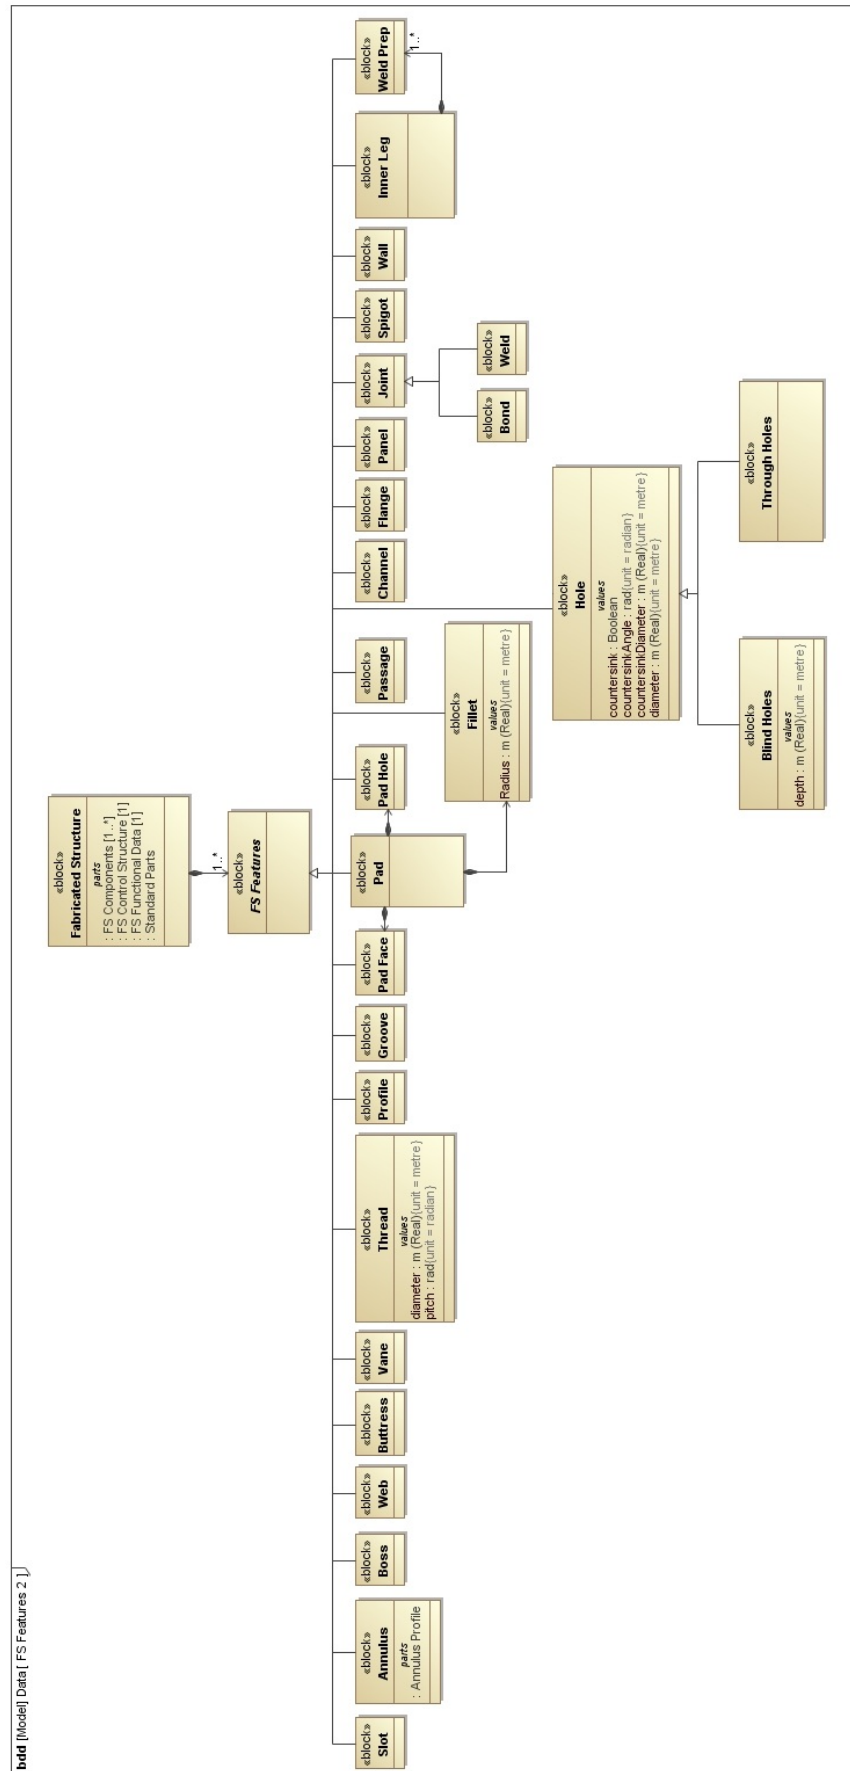 bdd [Model] Data [ FS Features 2 ]
«block»
Fabricated Structure
parts
: FS Components [1..*]
: FS Control Structure [1]
: FS Functional Data [1]
: Standard Parts
1..*
«block»
FS Features
«block»
Slot
«block»
Annulus
parts
: Annulus Profile
«block»
Boss
«block»
Web
«block»
Buttress
«block»
Vane
«block»
Thread
values
diameter : m (Real){unit = metre}
pitch : rad{unit = radian}
«block»
Profile
«block»
Groove
«block»
Pad Face
«block»
Pad
«block»
Pad Hole
«block»
Fillet
values
Radius : m (Real){unit = metre}
«block»
Passage
«block»
Hole
values
countersink : Boolean
countersinkAngle : rad{unit = radian}
countersinkDiameter : m (Real){unit = metre}
diameter : m (Real){unit = metre}
«block»
Blind Holes
values
depth : m (Real){unit = metre}
«block»
Through Holes
«block»
Channel
«block»
Flange
«block»
Panel
«block»
Joint
«block»
Bond
«block»
Weld
«block»
Spigot
«block»
Wall
«block»
Inner Leg
«block»
Weld Prep
1..*